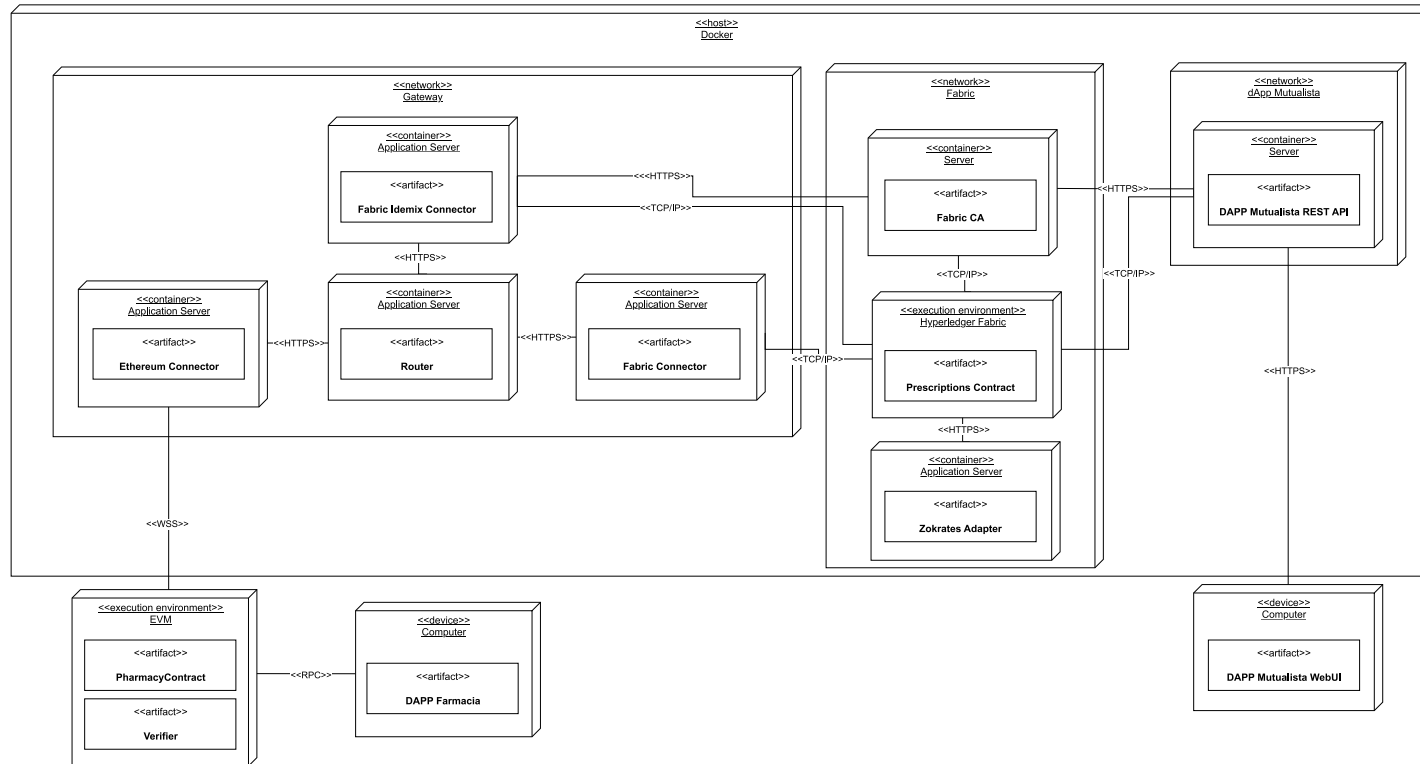 <<host>>
Docker
<<network>>
Gateway
<<container>>
Application Server
<<artifact>>
Fabric Idemix Connector
<<HTTPS>>
<<container>>
Application Server
<<artifact>>
Ethereum Connector
<<HTTPS>>
<<container>>
Application Server
<<artifact>>
Router
<<HTTPS>>
<<container>>
Application Server
<<artifact>>
Fabric Connector
<<<HTTPS>>
<<TCP/IP>>
<<TCP/IP>>
<<network>>
Fabric
<<container>>
Server
<<artifact>>
Fabric CA
<<TCP/IP>>
<<execution environment>>
Hyperledger Fabric
<<artifact>>
Prescriptions Contract
<<HTTPS>>
<<container>>
Application Server
<<artifact>>
Zokrates Adapter
<<HTTPS>>
<<TCP/IP>>
<<network>>
dApp Mutualista
<<container>>
Server
<<artifact>>
DAPP Mutualista REST API
<<HTTPS>>
<<WSS>>
<<execution environment>>
EVM
<<artifact>>
PharmacyContract
<<artifact>>
Verifier
<<RPC>>
<<device>>
Computer
<<artifact>>
DAPP Farmacia
<<device>>
Computer
<<artifact>>
DAPP Mutualista WebUI